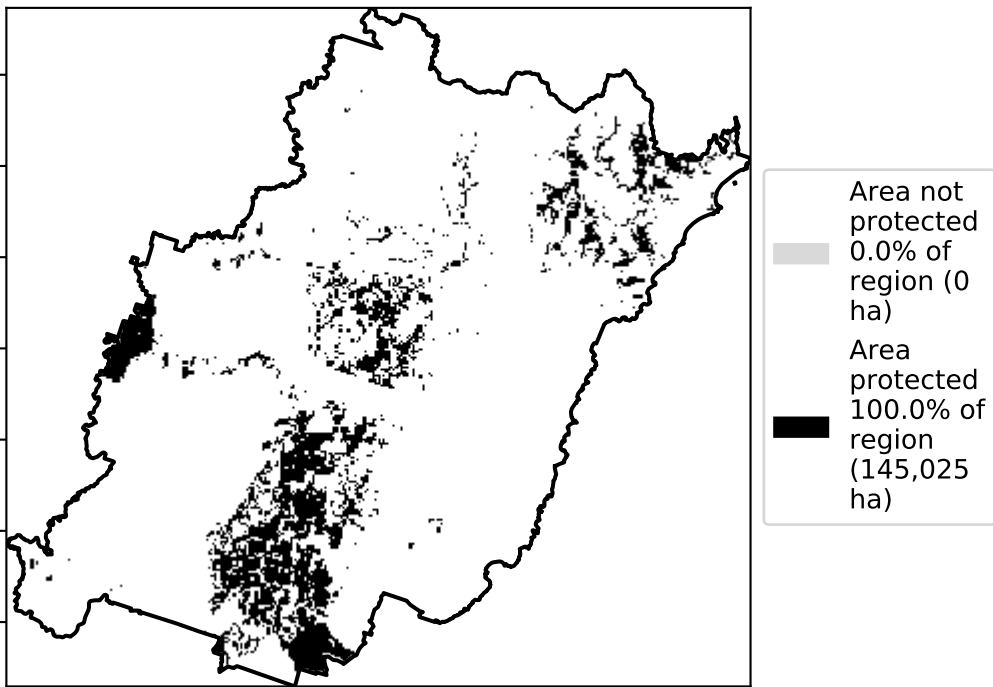 Area not
protected
0.0% of
region (0
ha)
Area
protected
100.0% of
region
(145,025
ha)